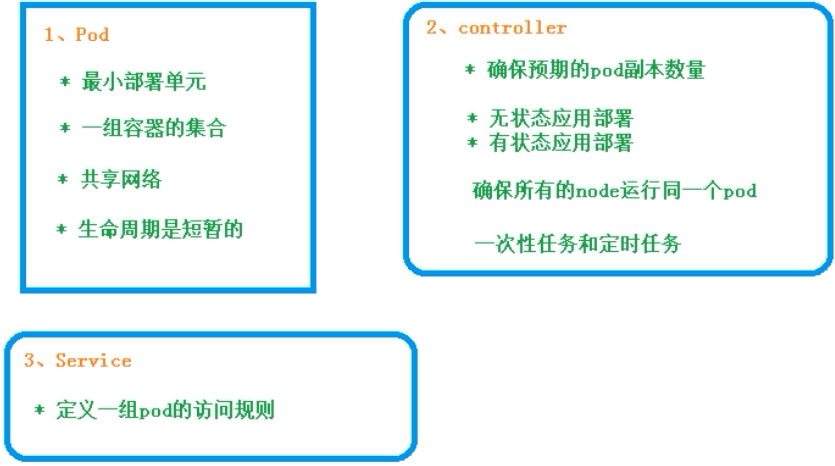 1、Pod
* 最小部署单元
* 一组容器的集合
* 共享网络
* 生命周期是短暂的
2、controller
* 确保预期的pod副本数量
* 无状态应用部署
* 有状态应用部署
确保所有的node运行同一个pod
一次性任务和定时任务
3、Service
* 定义一组pod的访问规则